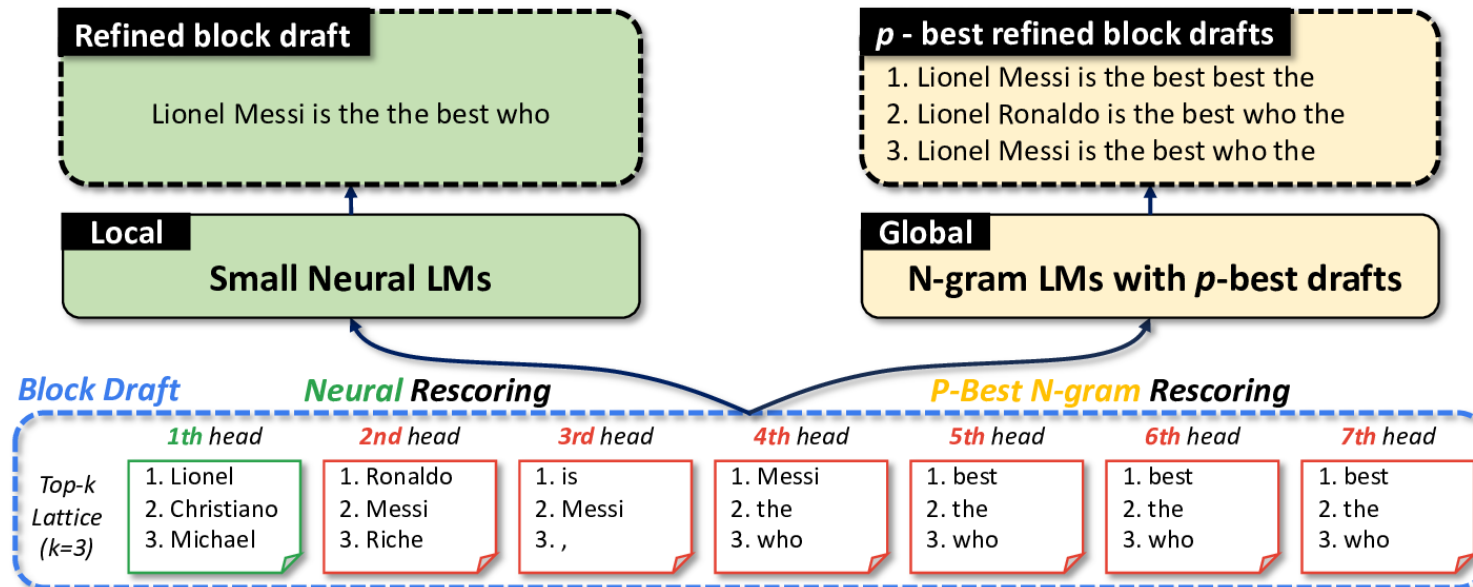 Refined block draft
Lionel Messi is the the best who
p - best refined block drafts
1. Lionel Messi is the best best the
2. Lionel Ronaldo is the best who the
3. Lionel Messi is the best who the
Local
Small Neural LMs
Global
N-gram LMs with p-best drafts
Block Draft
Neural Rescoring
P-Best N-gram Rescoring
Top-k
Lattice
(k=3)
1th head
1. Lionel
2. Christiano
3. Michael
2nd head
1. Ronaldo
2. Messi
3. Riche
3rd head
1. is
2. Messi
3. ,
4th head
1. Messi
2. the
3. who
5th head
1. best
2. the
3. who
6th head
1. best
2. the
3. who
7th head
1. best
2. the
3. who